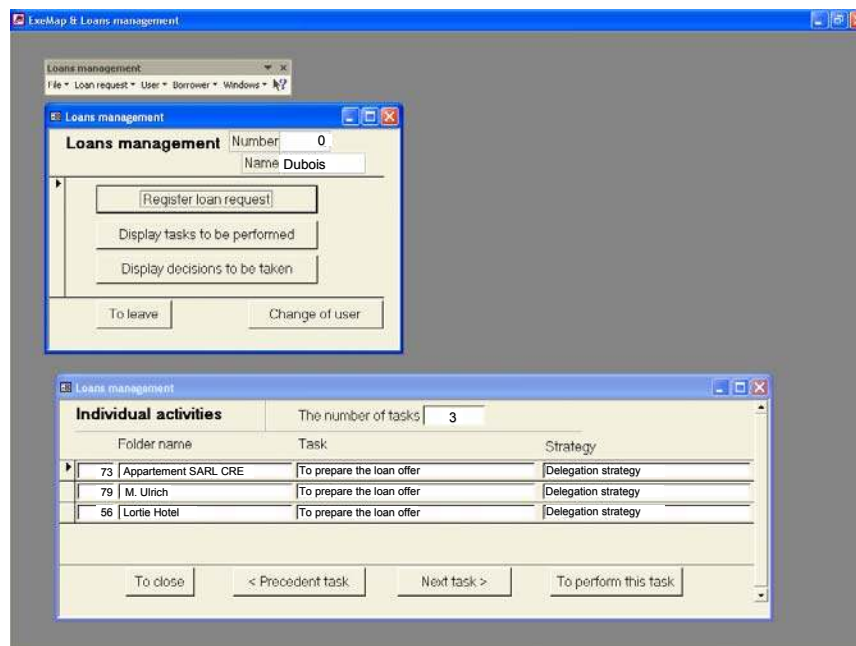 ExeMap & Loans management
Loans management
File Loan request User Borrower Windows
Loans management
Loans management Number 0
Name Dubois
Register loan request
Display tasks to be performed
Display decisions to be taken
To leave Change of user
Loans management
Individual activities The number of tasks 3
Folder name Task Strategy
73 Appartement SARL CRE To prepare the loan offer Delegation strategy
79 M. Ulrich To prepare the loan offer Delegation strategy
56 Lortie Hotel To prepare the loan offer Delegation strategy
To close < Precedent task Next task > To perform this task